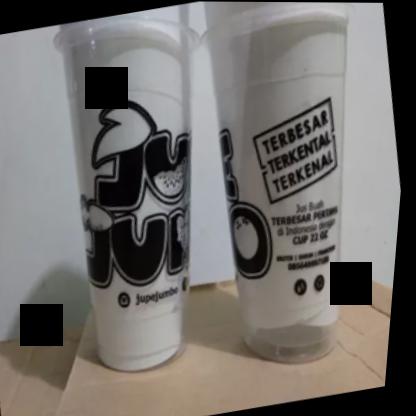 JUPE
JUMBO
jupejumbo
TERBESAR
TERKENTAL
TERKENAL
Jus Buah
TERBESAR PERTAMA
di Indonesia dengan
CUP 22 OZ